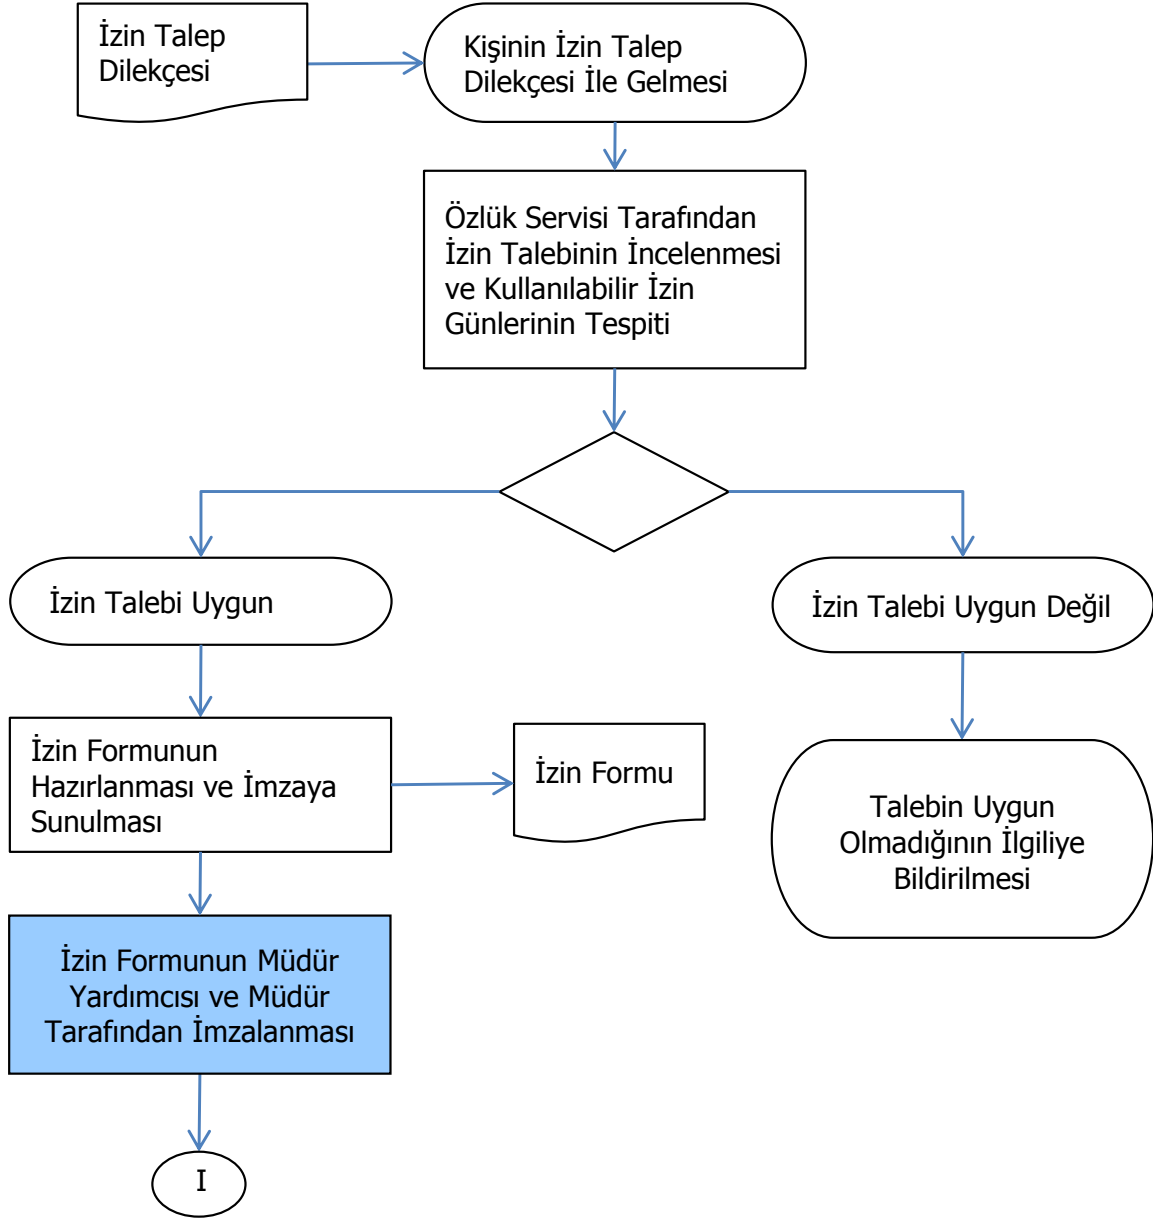 İzin Talep
Dilekçesi
Kişinin İzin Talep
Dilekçesi İle Gelmesi
Özlük Servisi Tarafından
İzin Talebinin İncelenmesi
ve Kullanılabilir İzin
Günlerinin Tespiti
İzin Talebi Uygun
İzin Talebi Uygun Değil
İzin Formunun
Hazırlanması ve İmzaya
Sunulması
İzin Formu
Talebin Uygun
Olmadığının İlgiliye
Bildirilmesi
İzin Formunun Müdür
Yardımcısı ve Müdür
Tarafından İmzalanması
I